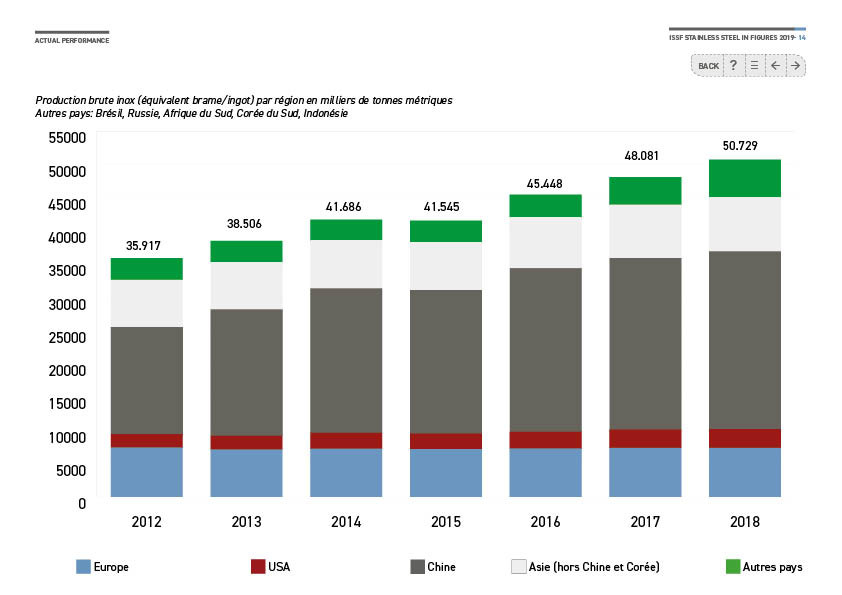 ACTUAL PERFORMANCE
ISSF STAINLESS STEEL IN FIGURES 2019- 14
BACK ? ☰ ← →
Production brute inox (équivalent brame/ingot) par région en milliers de tonnes métriques
Autres pays: Brésil, Russie, Afrique du Sud, Corée du Sud, Indonésie
55000
50000
45000
40000
35000
30000
25000
20000
15000
10000
5000
0
35.917
38.506
41.686
41.545
45.448
48.081
50.729
2012 2013 2014 2015 2016 2017 2018
Europe USA Chine Asie (hors Chine et Corée) Autres pays